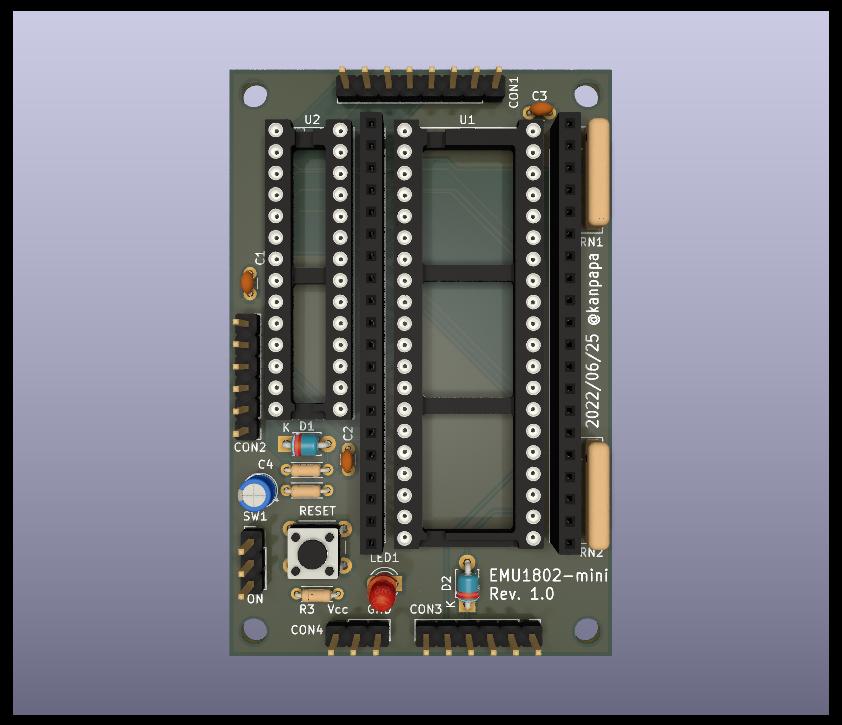 CON1
C3
U2
U1
C1
RN1
2022/06/25 @kanpapa
K D1
C2
CON2
C4
SW1
RESET
LED1
RN2
D2
K
EMU1802-mini
Rev. 1.0
ON
R3
Vcc
GND
CON4
CON3